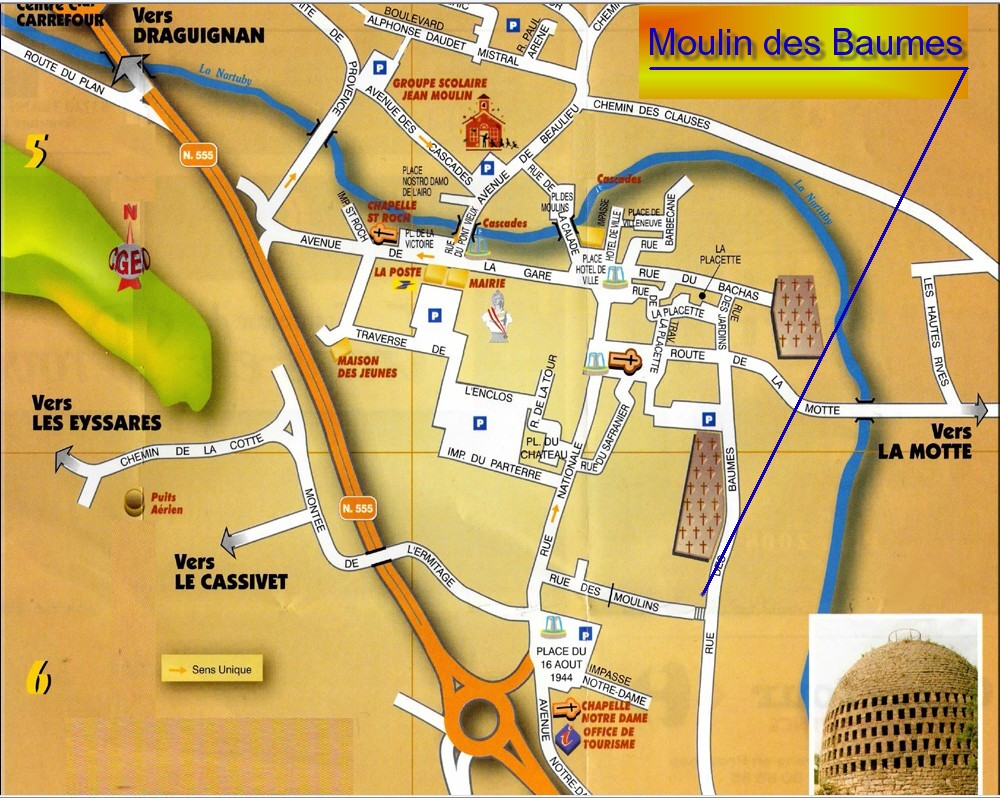 Centre
CARREFOUR
Vers
DRAGUIGNAN
ROUTE DU PLAN
La Nartuby
N. 555
5
N
BOULEVARD
ALPHONSE DAUDET
MISTRAL
R. PAUL
ARENE
P
P
DE
PROVENCE
GROUPE SCOLAIRE
JEAN MOULIN
AVENUE DES
CASCADES
P
AVENUE
DE BEAULIEU
CHEMIN DES CLAUSES
Moulin des Baumes
PLACE
NOSTRO DAMO
DE L'AIRO
RUE DE
PL.DES
MOULINS
LA CALADE
Cascades
La Nartuby
IMP ST ROCH
CHAPELLE
ST ROCH
PL. DE LA
VICTOIRE
RUE
DU PONT VIEUX
Cascades
IMPASSE
HOTEL DE VILLE
PLACE DE
VILLENEUVE
RUE
BARBECANE
PLACE
HOTEL DE
VILLE
LA
PLACETTE
AVENUE
DE
LA
GARE
LA POSTE
MAIRIE
RUE
DU
BACHAS
RUE
DE
LA PLACETTE
TRAV.
LA PLACETTE
RUE
DES JARDINS
P
TRAVERSE
DE
MAISON
DES JEUNES
ROUTE
DE
LA
MOTTE
LES HAUTES RIVES
Vers
LA MOTTE
L'ENCLOS
P
R. DE LA TOUR
PL. DU
CHATEAU
IMP. DU PARTERRE
RUE
NATIONALE
RUE
DU SAFRANIER
P
BAUMES
DES
RUE
Vers
LES EYSSARES
CHEMIN DE LA COTTE
Puits
Aérien
MONTEE
DE
L'ERMITAGE
N. 555
Vers
LE CASSIVET
RUE
DES
MOULINS
Sens Unique
6
P
PLACE DU
16 AOUT
1944
IMPASSE
NOTRE-DAME
CHAPELLE
NOTRE DAME
OFFICE DE
TOURISME
i
AVENUE